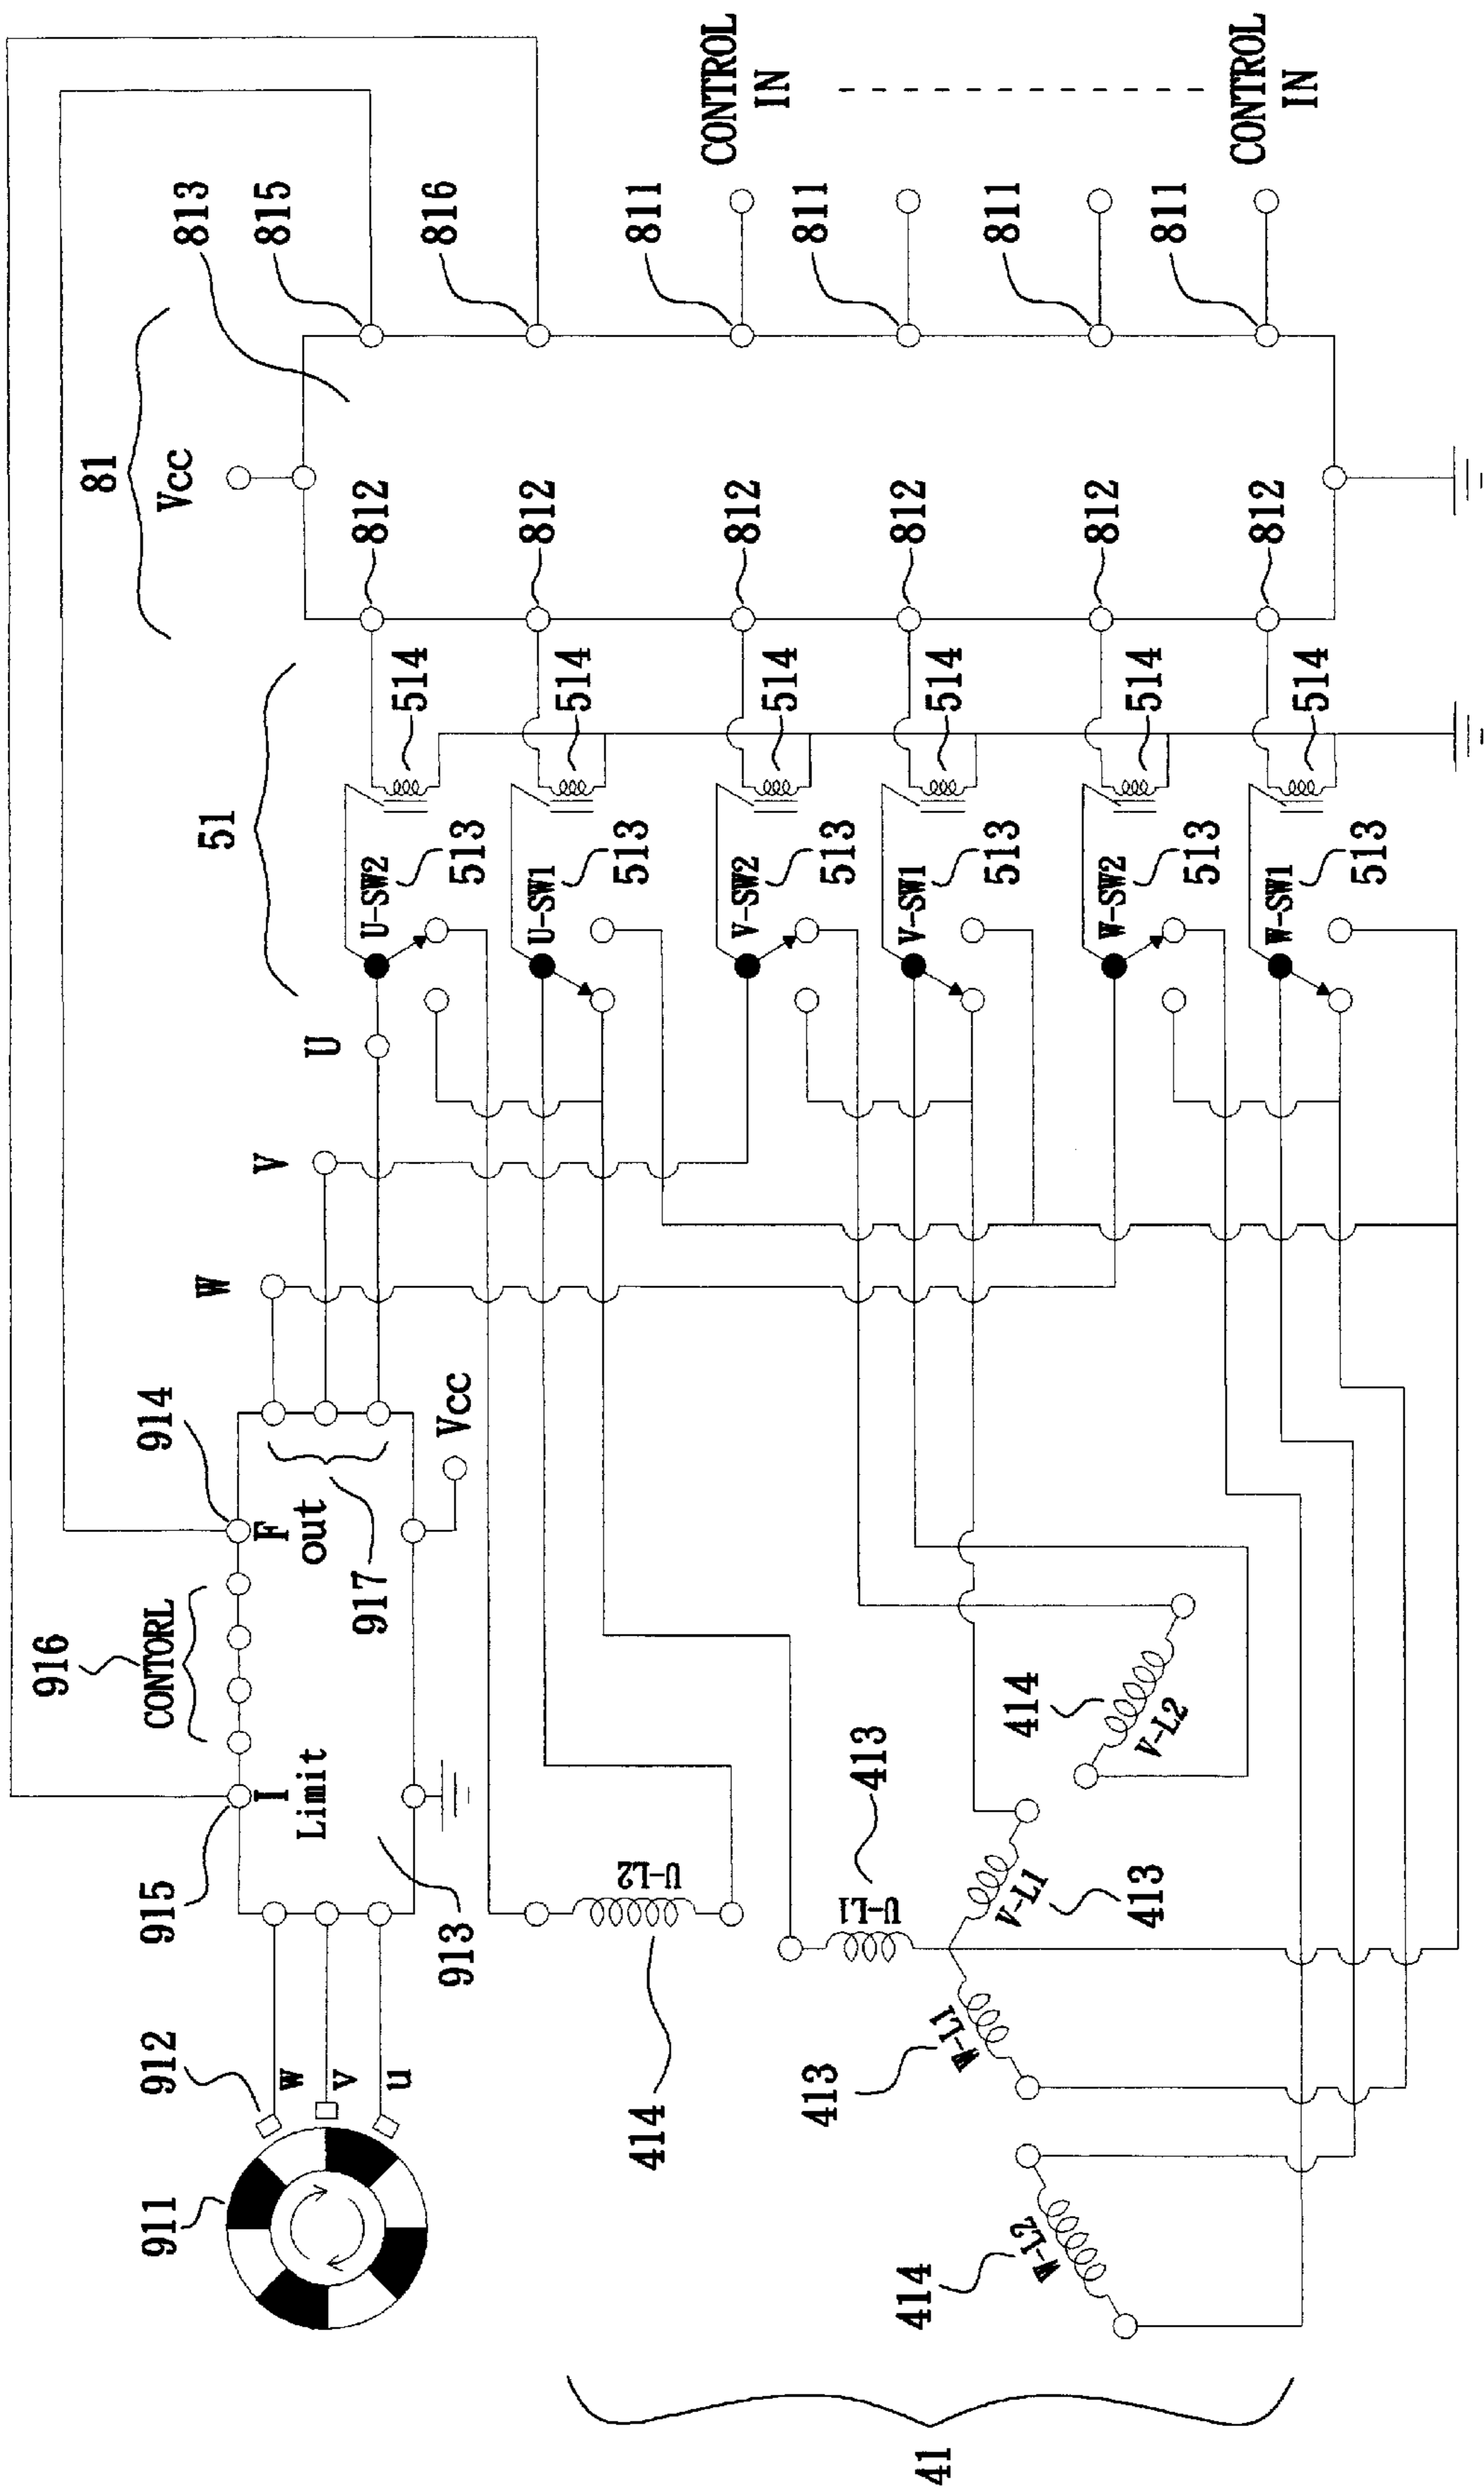 916
81
911
912
915
CONTORL
914
Vcc
813
W
51
I
F
V
815
w
Limit
out
U
v
917
U-SW2
812
u
514
913
Vcc
513
816
U-SW1
812
514
513
414
U-L2
811
CONTROL
IN
V-SW2
812
514
811
513
413
413
U-L1
414
V-SW1
812
41
514
W-L1
513
811
V-L1
414
W-L2
W-SW2
812
413
514
V-L2
811
513
CONTROL
IN
W-SW1
812
514
513